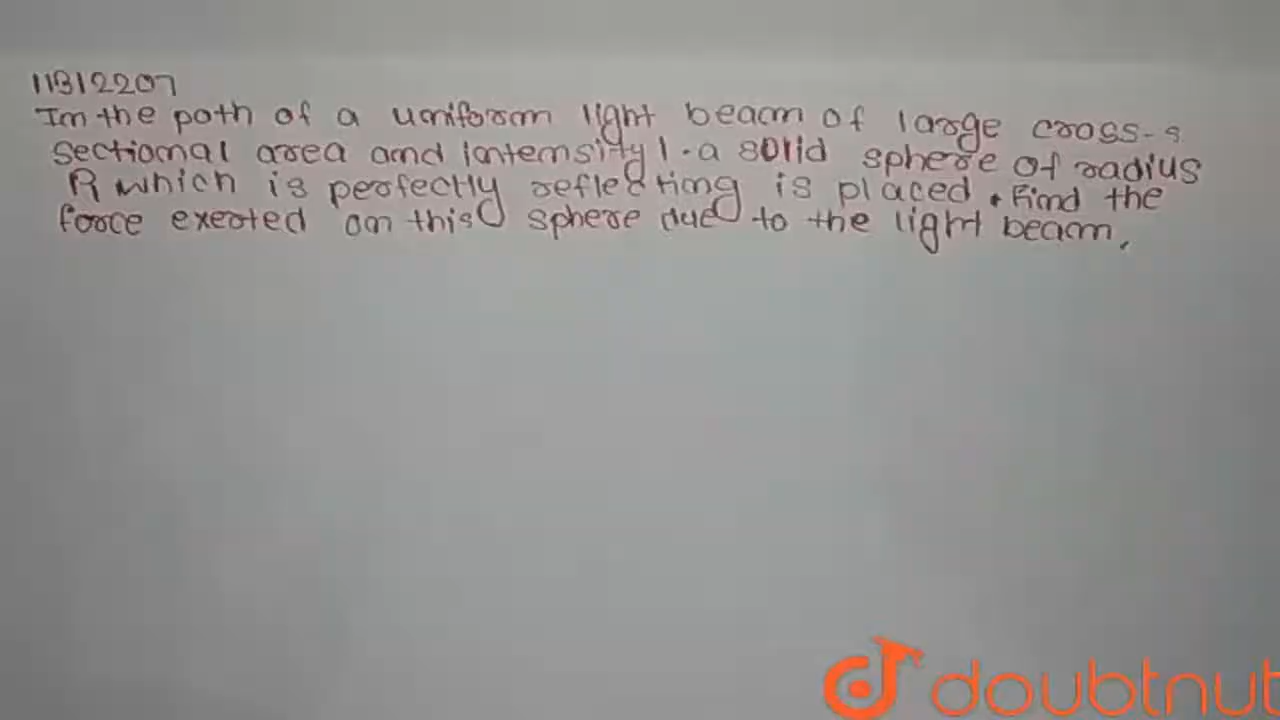 11312207
In the path of a uniform light beam of large cross-s
sectional area and intensity I. a solid sphere of radius
R which is perfectly reflecting is placed. Find the
force exerted on this sphere due to the light beam.
doubtnut